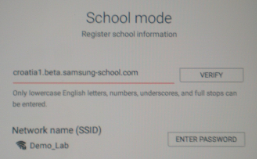 School mode
Register school information
croatia1.beta.samsung-school.com
VERIFY
Only lowercase English letters, numbers, underscores, and full stops can
be entered.
Network name (SSID)
Demo_Lab
ENTER PASSWORD